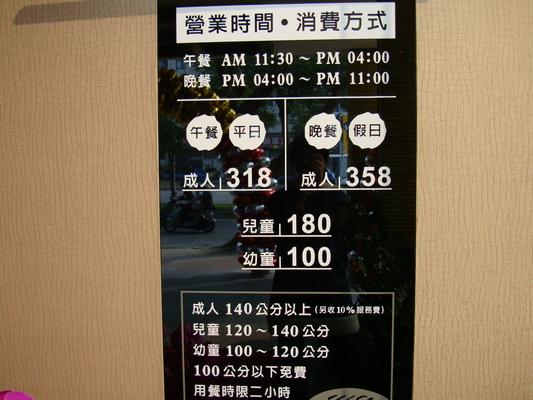 營業時間・消費方式
午餐 AM 11:30～PM 04:00
晚餐 PM 04:00～PM 11:00
午餐 平日 晚餐 假日
成人 318 成人 358
兒童 180
幼童 100
成人 140公分以上(另收10%服務費)
兒童 120～140公分
幼童 100～120公分
100公分以下免費
用餐時限二小時